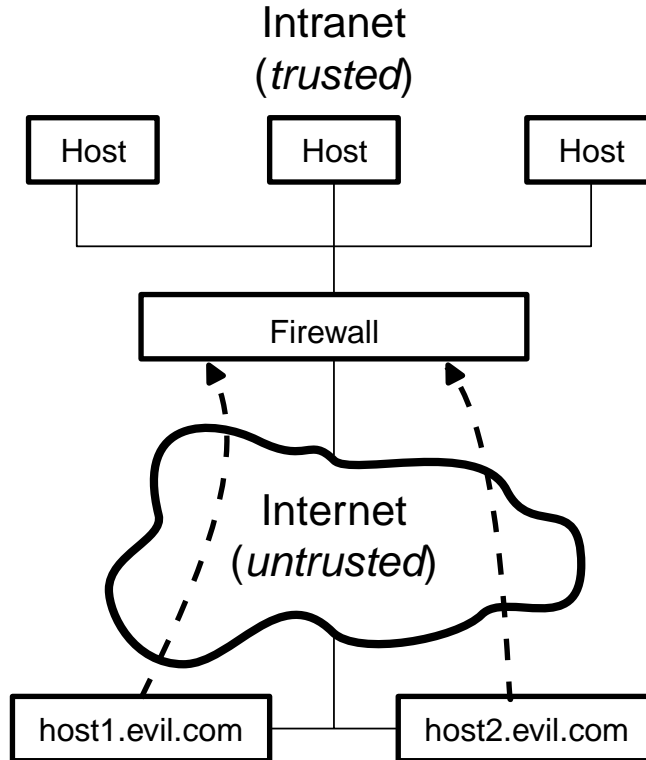 Intranet
(trusted)
Host
Host
Host
Firewall
Internet
(untrusted)
host1.evil.com
host2.evil.com